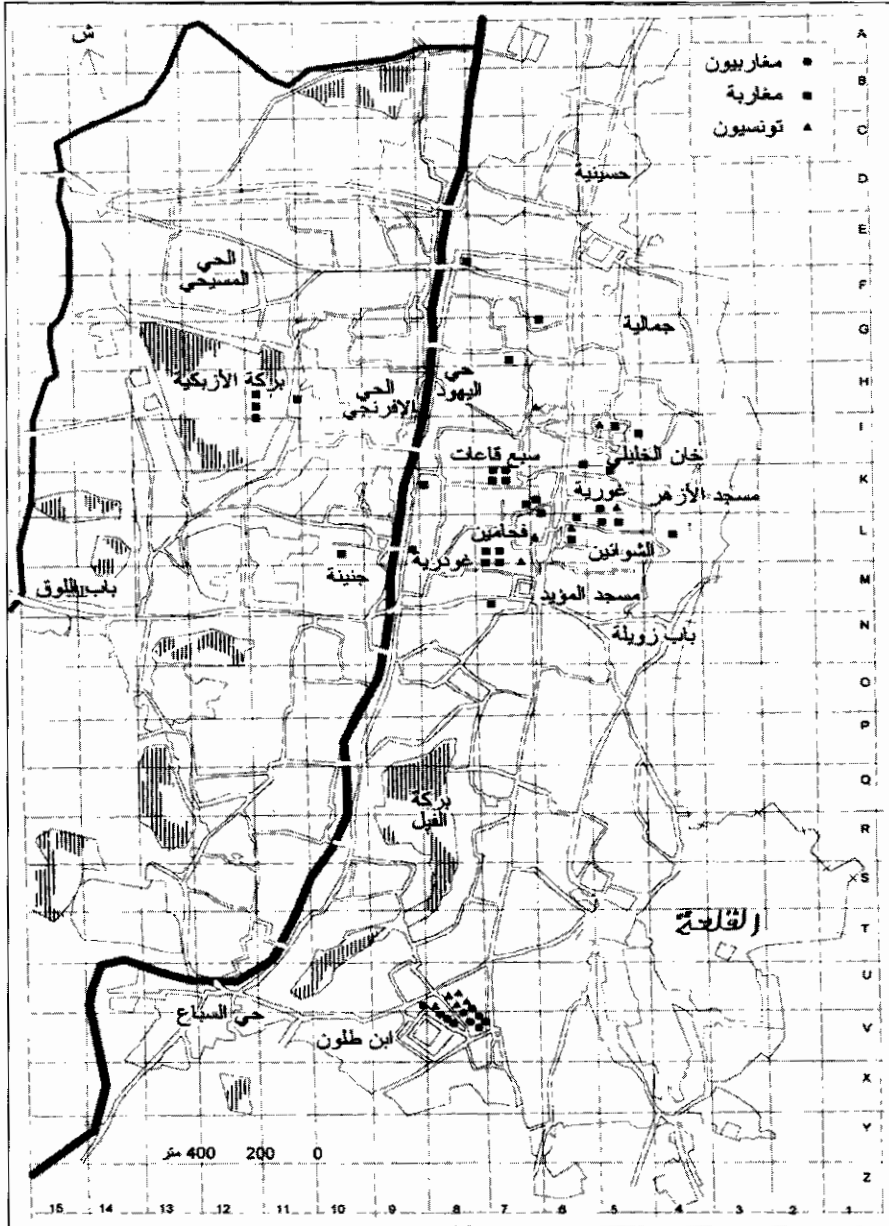 ش
مغاربيون
مغاربة
تونسيون
A
B
C
D
E
F
G
H
I
K
L
M
N
O
P
Q
R
S
T
U
V
X
Y
Z
حسينية
الحي
المسيحي
جمالية
بركة الأزبكية
الحي
الإفرنجي
حي
اليهود
سبع قاعات
خان الخليلي
غورية
مسجد الأزهر
فحامين
الشوانين
غودرية
جنينة
باب اللوق
مسجد المؤيد
باب زويلة
بركة
الفيل
القلعة
حي السباع
ابن طلون
0 200 400 متر
15 14 13 12 11 10 9 8 7 6 5 4 3 2 1